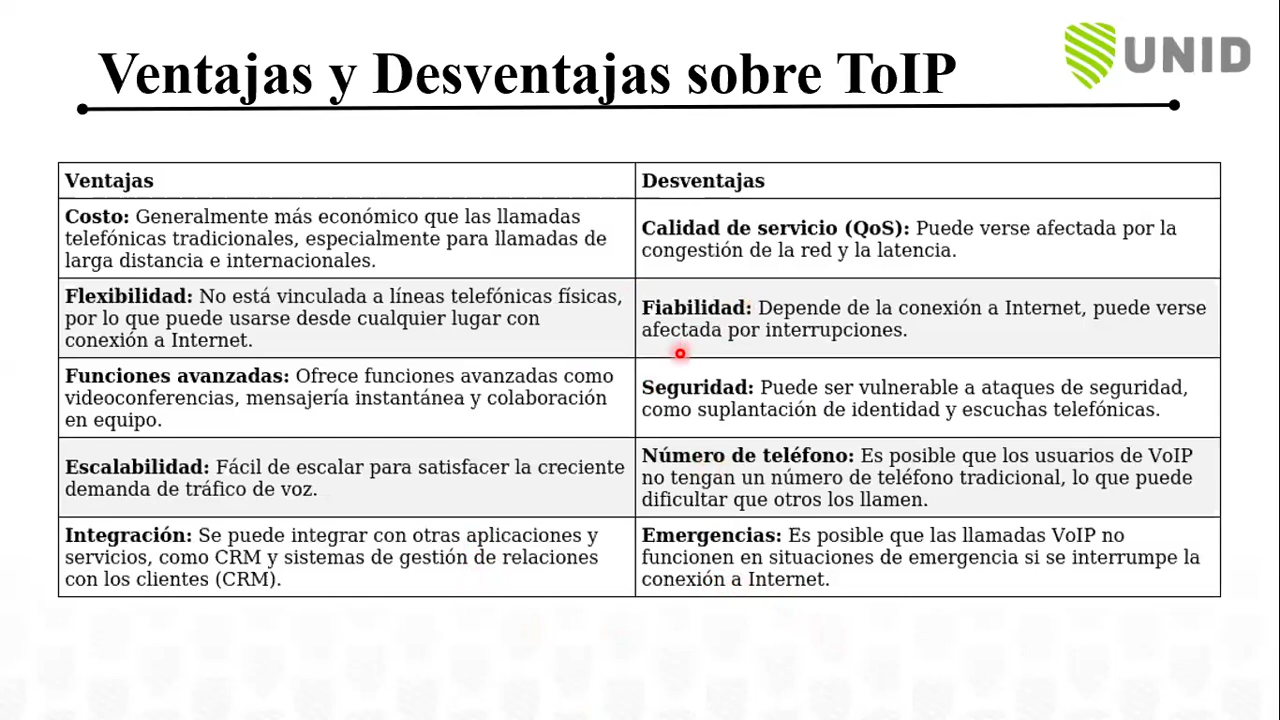 Ventajas y Desventajas sobre ToIP
UNID
Ventajas
Desventajas
Costo: Generalmente más económico que las llamadas
telefónicas tradicionales, especialmente para llamadas de
larga distancia e internacionales.
Calidad de servicio (QoS): Puede verse afectada por la
congestión de la red y la latencia.
Flexibilidad: No está vinculada a líneas telefónicas físicas,
por lo que puede usarse desde cualquier lugar con
conexión a Internet.
Fiabilidad: Depende de la conexión a Internet, puede verse
afectada por interrupciones.
Funciones avanzadas: Ofrece funciones avanzadas como
videoconferencias, mensajería instantánea y colaboración
en equipo.
Seguridad: Puede ser vulnerable a ataques de seguridad,
como suplantación de identidad y escuchas telefónicas.
Escalabilidad: Fácil de escalar para satisfacer la creciente
demanda de tráfico de voz.
Número de teléfono: Es posible que los usuarios de VoIP
no tengan un número de teléfono tradicional, lo que puede
dificultar que otros los llamen.
Integración: Se puede integrar con otras aplicaciones y
servicios, como CRM y sistemas de gestión de relaciones
con los clientes (CRM).
Emergencias: Es posible que las llamadas VoIP no
funcionen en situaciones de emergencia si se interrumpe la
conexión a Internet.